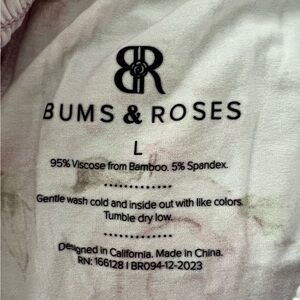 BR
BUMS & ROSES
L
95% Viscose from Bamboo. 5% Spandex.
Gentle wash cold and inside out with like colors.
Tumble dry low.
Designed in California. Made in China.
RN: 166128 I BR094-12-2023